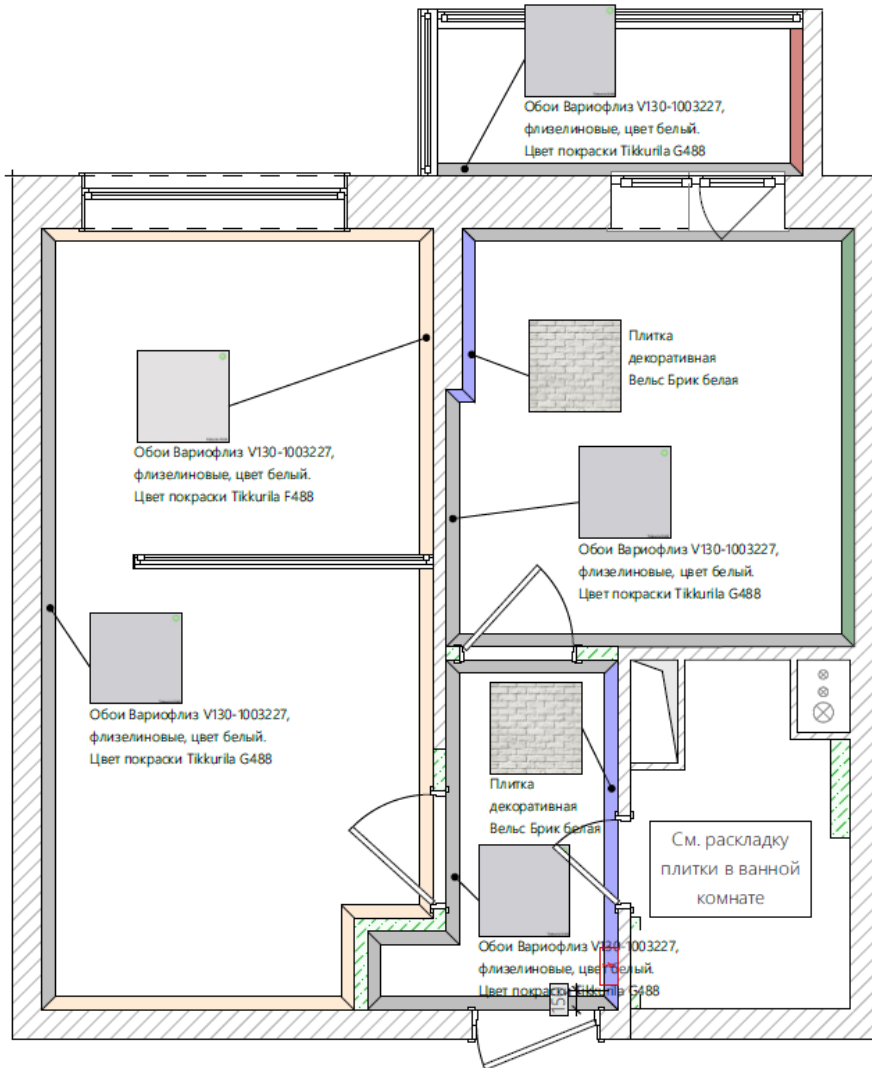 Обои Вариофлиз V130-1003227,
флизелиновые, цвет белый.
Цвет покраски Tikkurila G488
Плитка
декоративная
Вельс Брик белая
Обои Вариофлиз V130-1003227,
флизелиновые, цвет белый.
Цвет покраски Tikkurila F488
Обои Вариофлиз V130-1003227,
флизелиновые, цвет белый.
Цвет покраски Tikkurila G488
Обои Вариофлиз V130-1003227,
флизелиновые, цвет белый.
Цвет покраски Tikkurila G488
Плитка
декоративная
Вельс Брик белая
См. раскладку
плитки в ванной
комнате
Обои Вариофлиз V130-1003227,
флизелиновые, цвет белый.
Цвет покраски Tikkurila G488